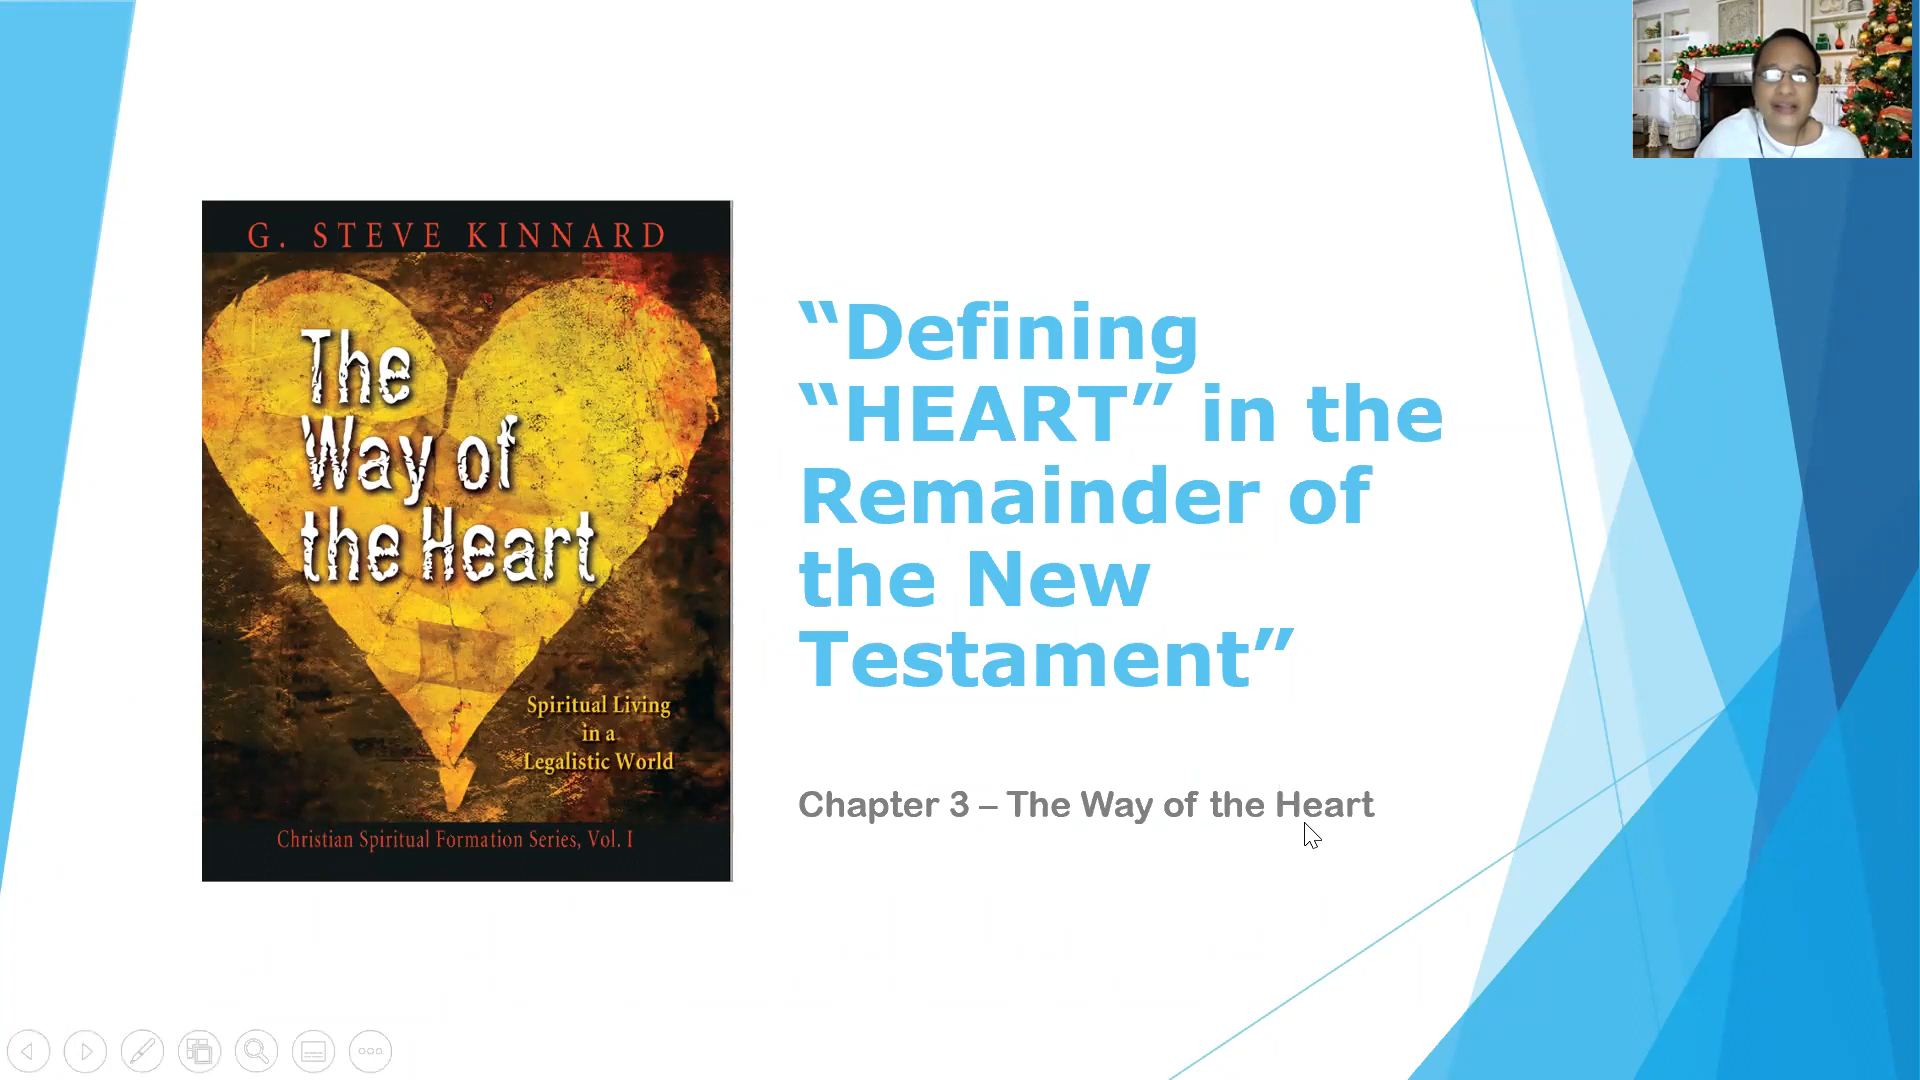 G. STEVE KINNARD
The
Way of
the Heart
Spiritual Living
in a
Legalistic World
Christian Spiritual Formation Series, Vol. I
“Defining
“HEART” in the
Remainder of
the New
Testament”
Chapter 3 – The Way of the Heart